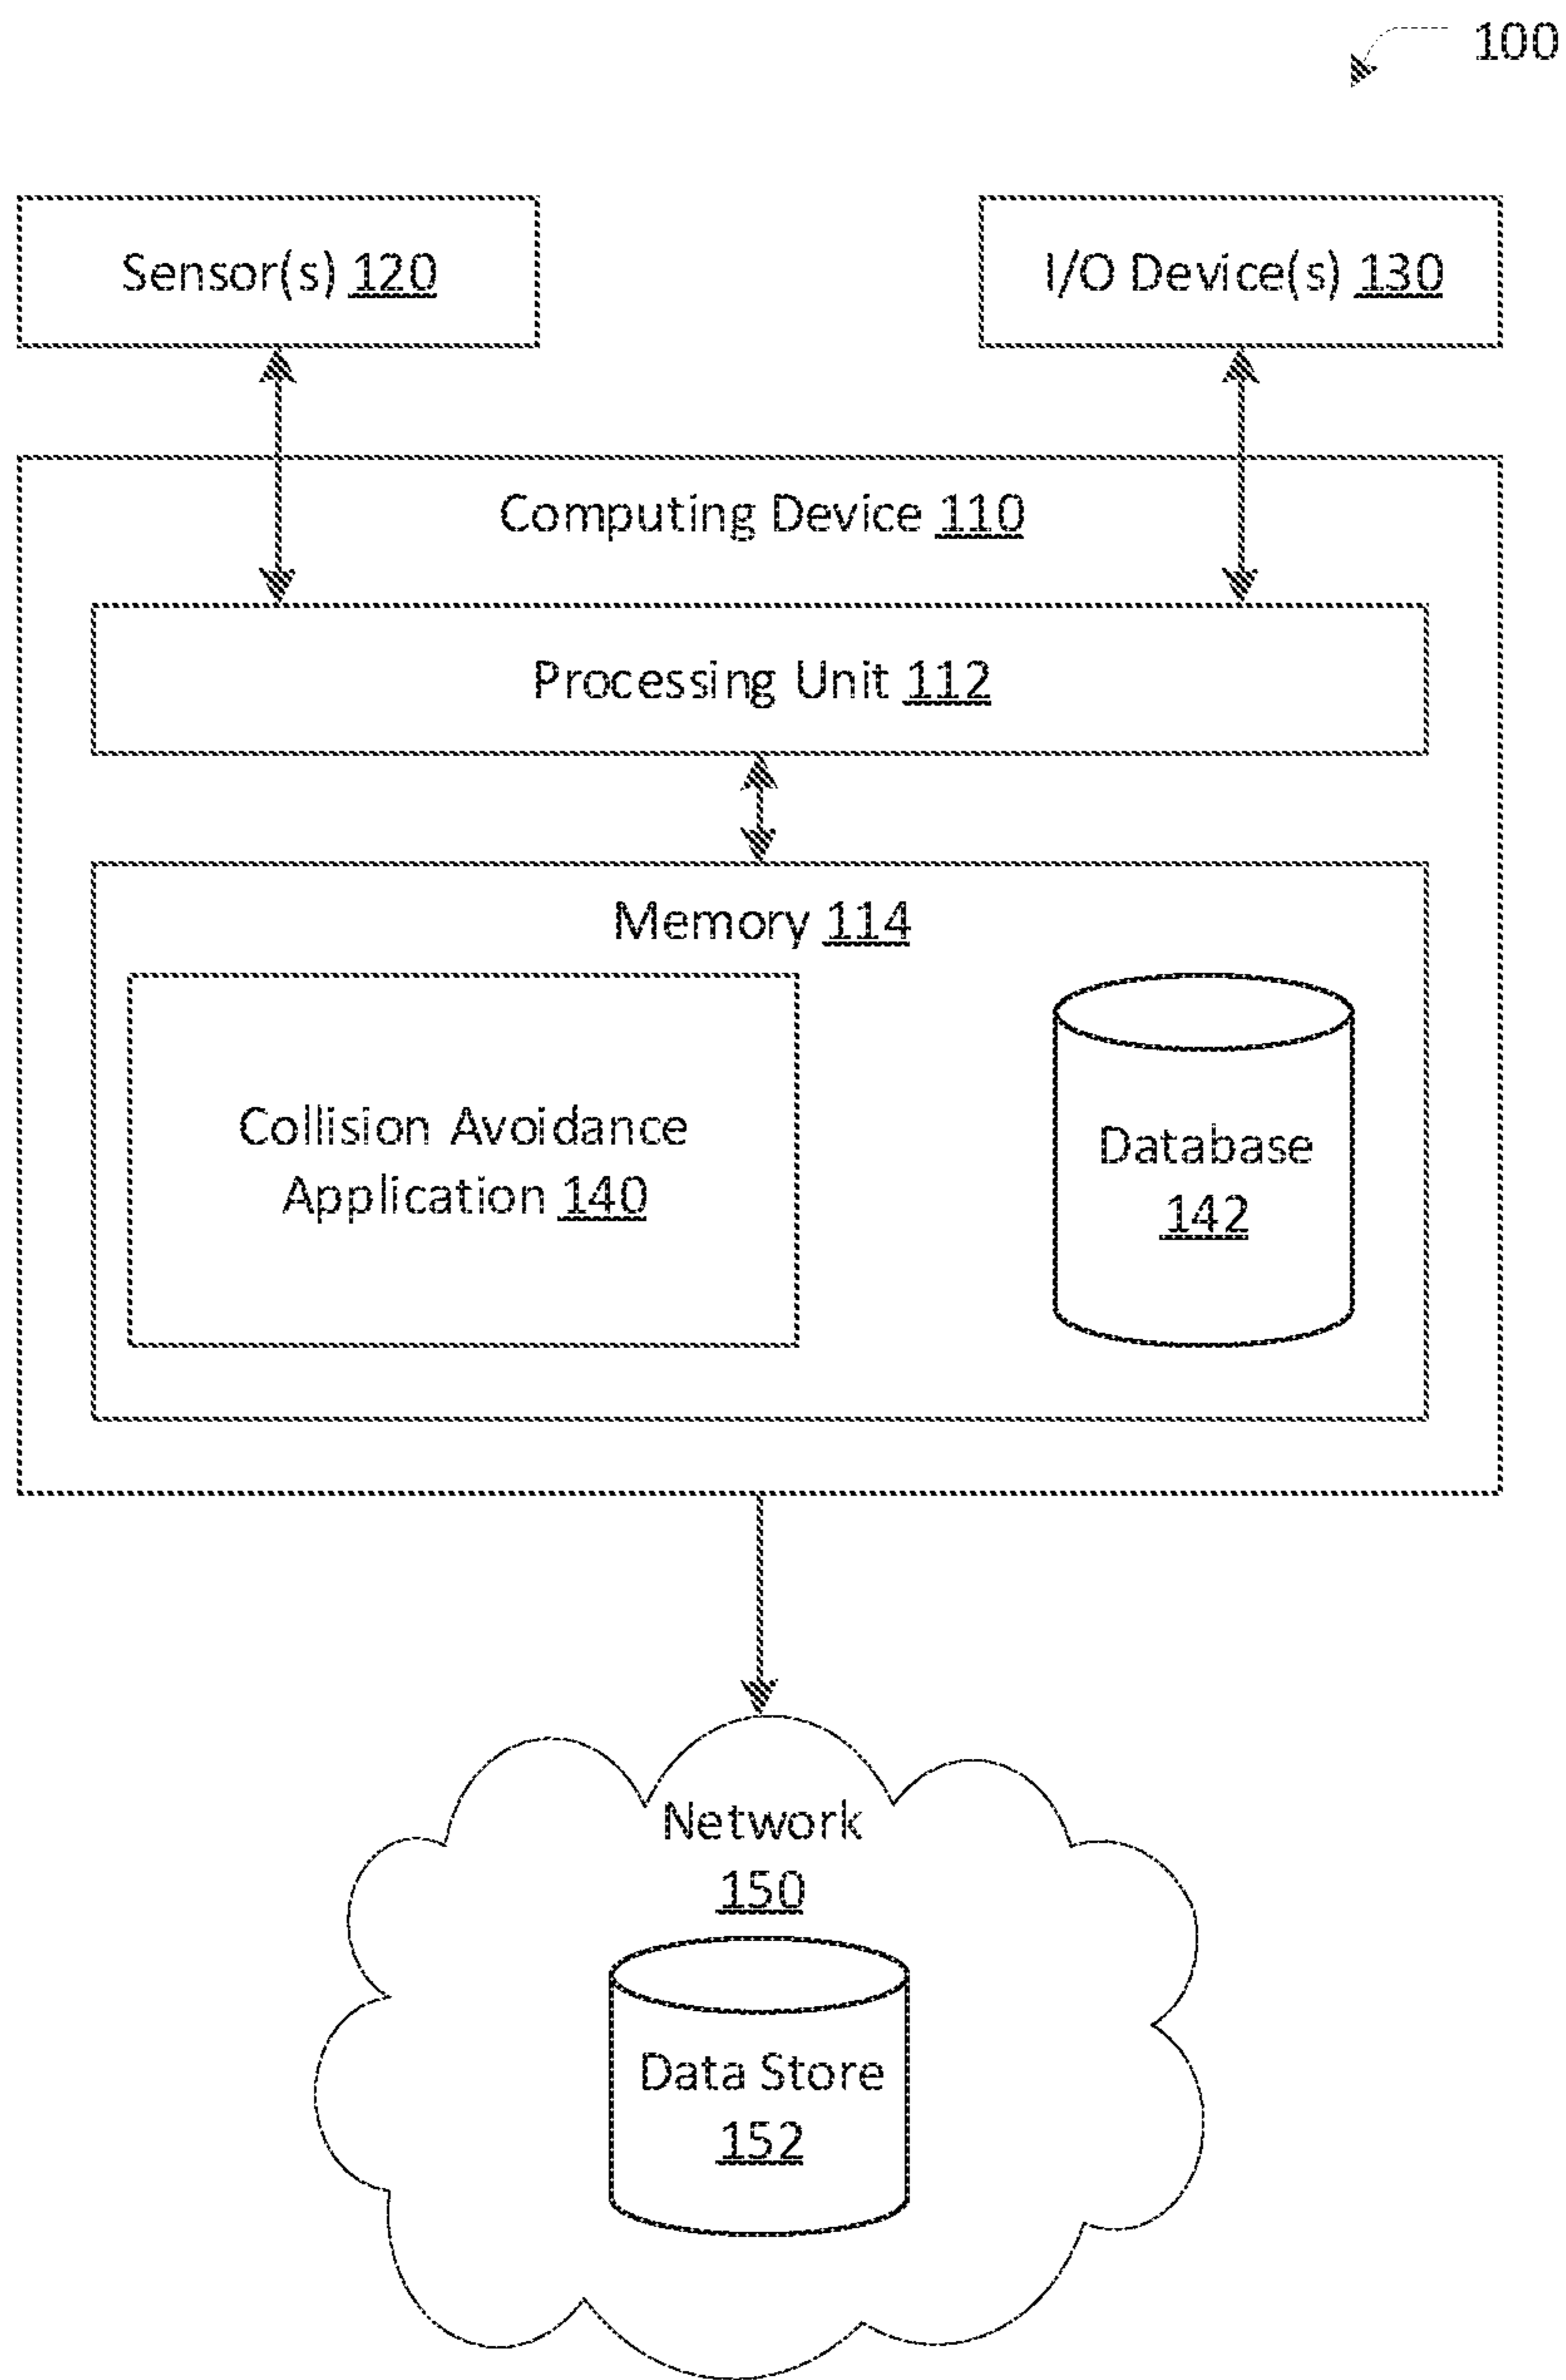 100
Sensor(s) 120
I/O Device(s) 130
Computing Device 110
Processing Unit 112
Memory 114
Collision Avoidance
Application 140
Database
142
Network
150
Data Store
152